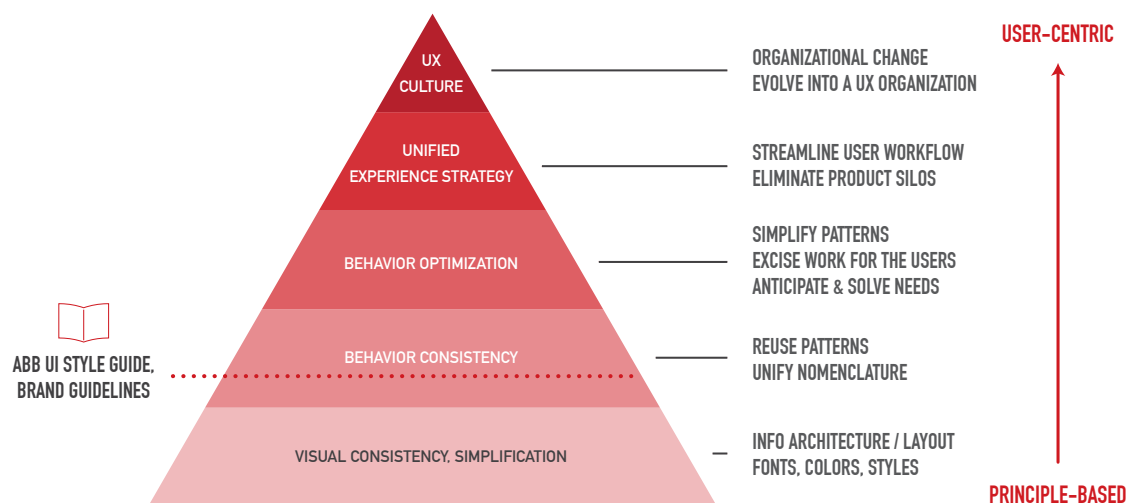 USER-CENTRIC
UX
CULTURE
ORGANIZATIONAL CHANGE
EVOLVE INTO A UX ORGANIZATION
UNIFIED
EXPERIENCE STRATEGY
STREAMLINE USER WORKFLOW
ELIMINATE PRODUCT SILOS
BEHAVIOR OPTIMIZATION
SIMPLIFY PATTERNS
EXCISE WORK FOR THE USERS
ANTICIPATE & SOLVE NEEDS
ABB UI STYLE GUIDE,
BRAND GUIDELINES
BEHAVIOR CONSISTENCY
REUSE PATTERNS
UNIFY NOMENCLATURE
VISUAL CONSISTENCY, SIMPLIFICATION
INFO ARCHITECTURE / LAYOUT
FONTS, COLORS, STYLES
PRINCIPLE-BASED